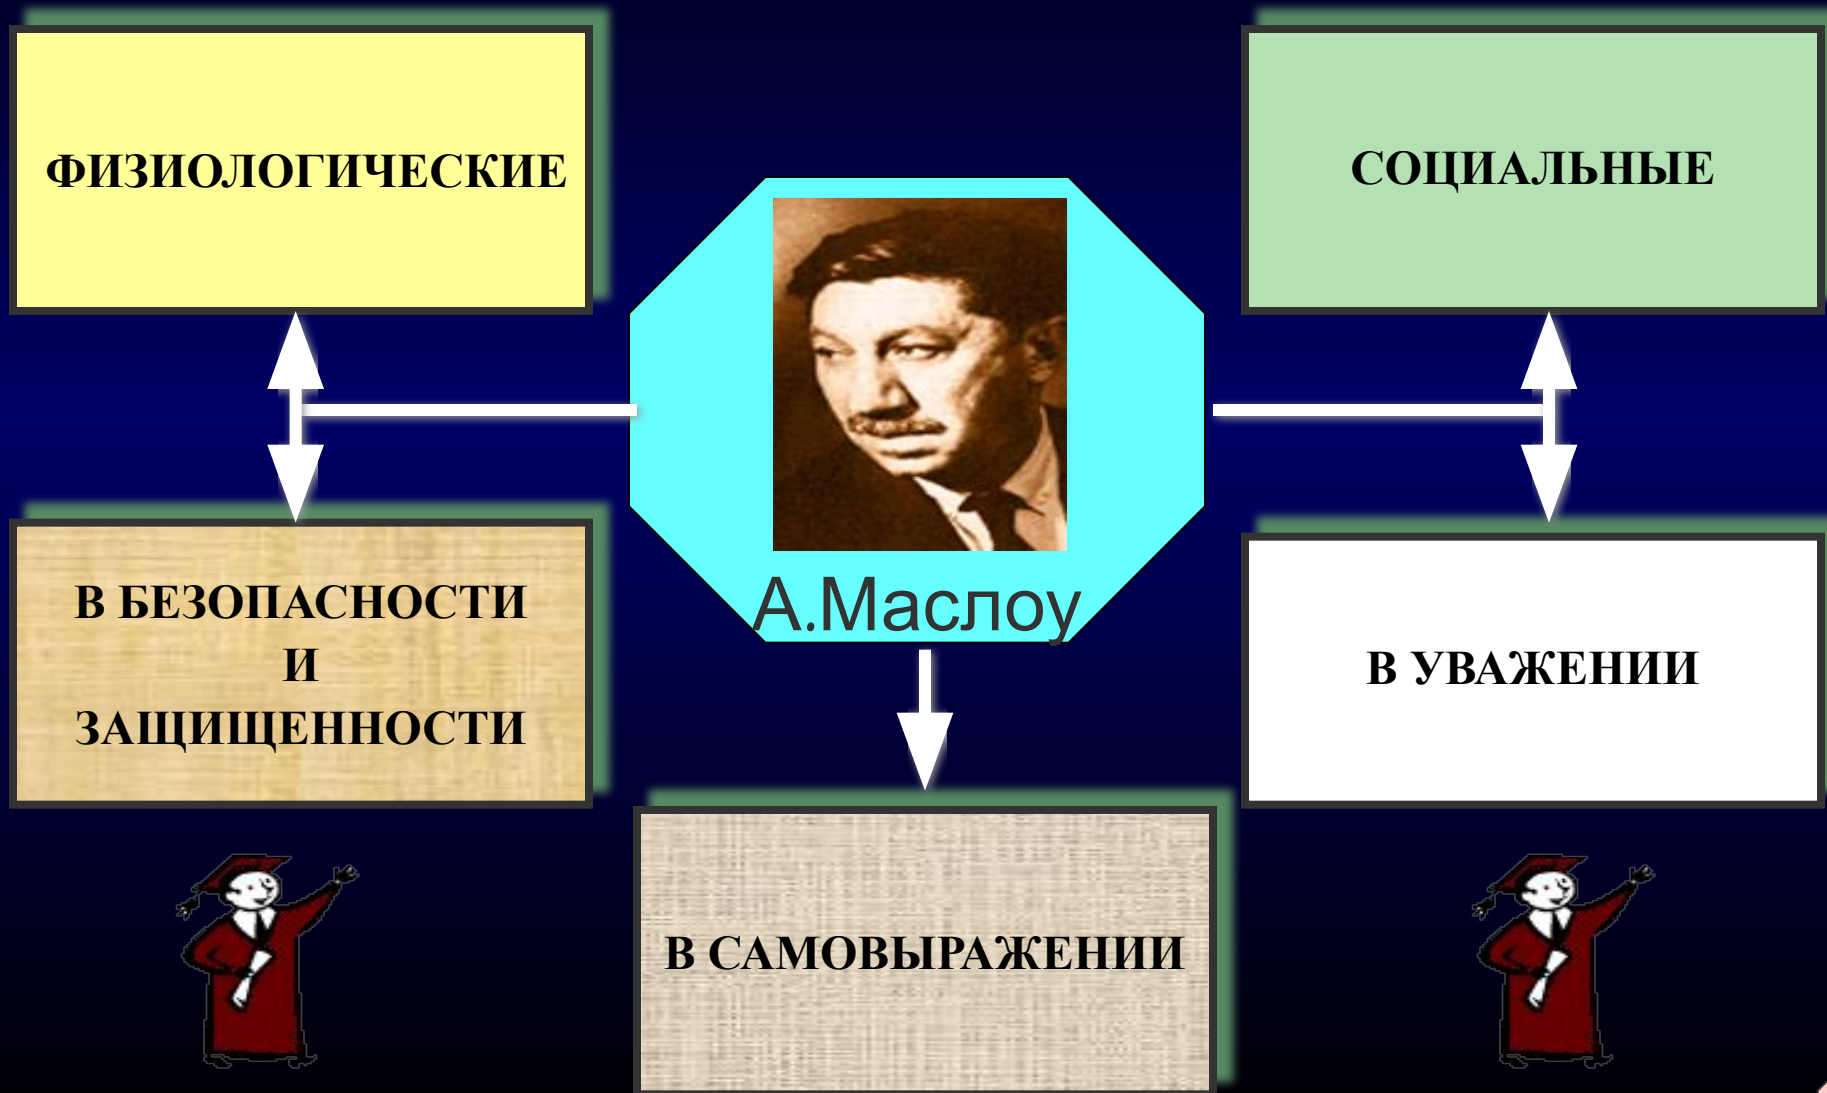 ФИЗИОЛОГИЧЕСКИЕ
СОЦИАЛЬНЫЕ
А.Маслоу
В БЕЗОПАСНОСТИ
И
ЗАЩИЩЕННОСТИ
В УВАЖЕНИИ
В САМОВЫРАЖЕНИИ